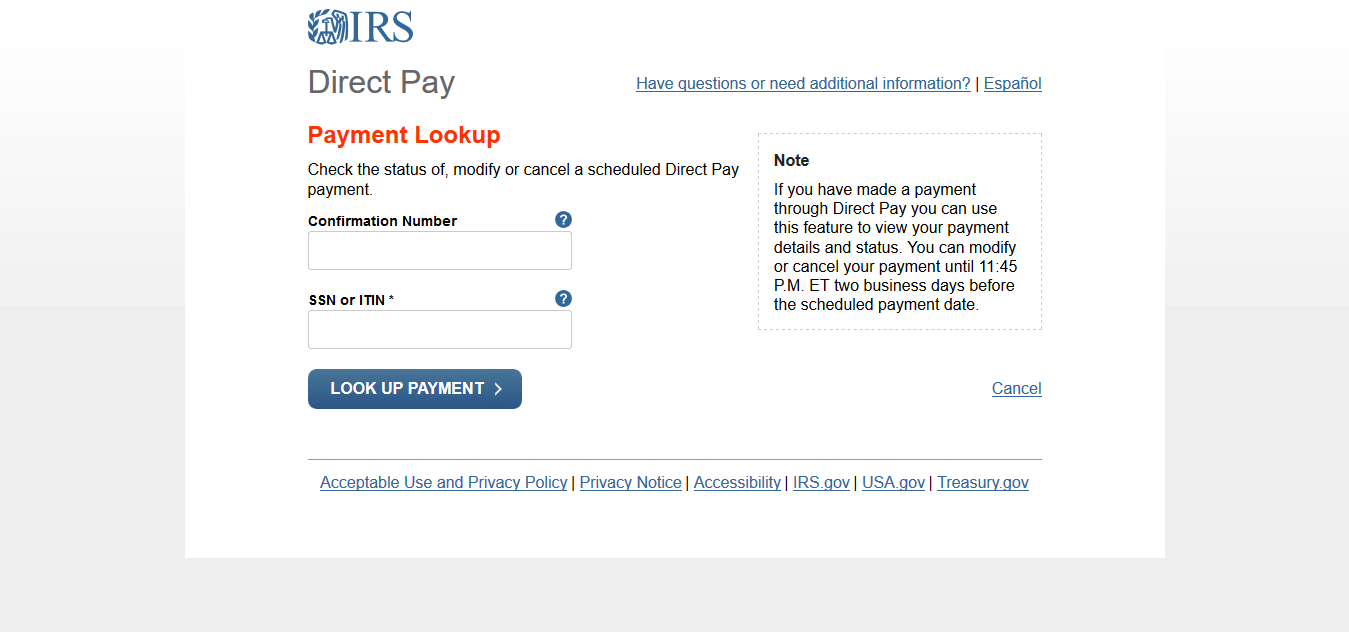 IRS
Direct Pay
Have questions or need additional information? | Español
Payment Lookup
Check the status of, modify or cancel a scheduled Direct Pay
payment.
Confirmation Number ?
SSN or ITIN * ?
LOOK UP PAYMENT >
Note
If you have made a payment
through Direct Pay you can use
this feature to view your payment
details and status. You can modify
or cancel your payment until 11:45
P.M. ET two business days before
the scheduled payment date.
Cancel
Acceptable Use and Privacy Policy | Privacy Notice | Accessibility | IRS.gov | USA.gov | Treasury.gov